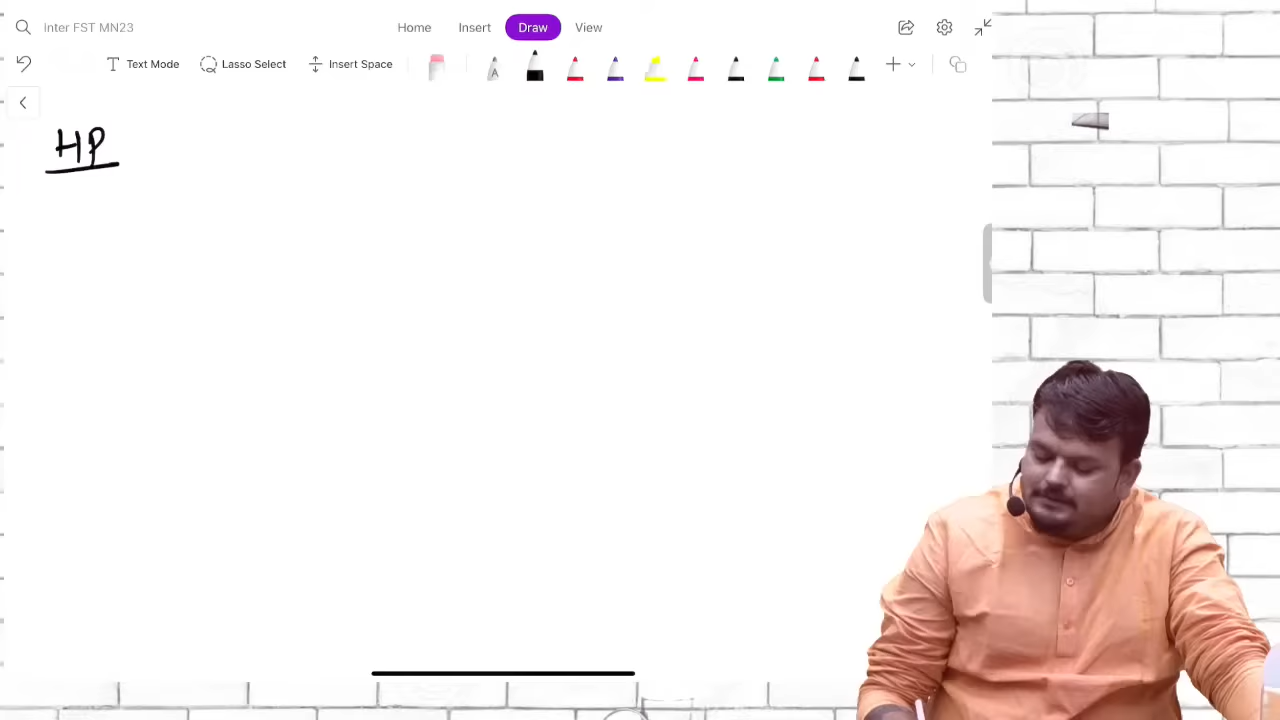 Inter FST MN23
Home Insert Draw View
Text Mode Lasso Select Insert Space
A
HP